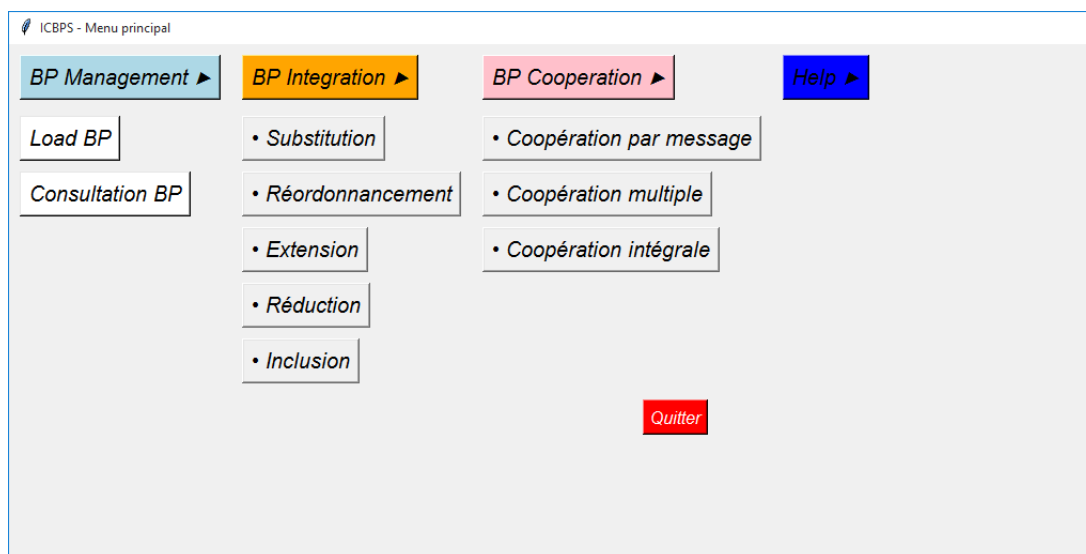 ICBPS - Menu principal
BP Management ►
BP Integration ►
BP Cooperation ►
Help ►
Load BP
• Substitution
• Coopération par message
Consultation BP
• Réordonnancement
• Coopération multiple
• Extension
• Coopération intégrale
• Réduction
• Inclusion
Quitter